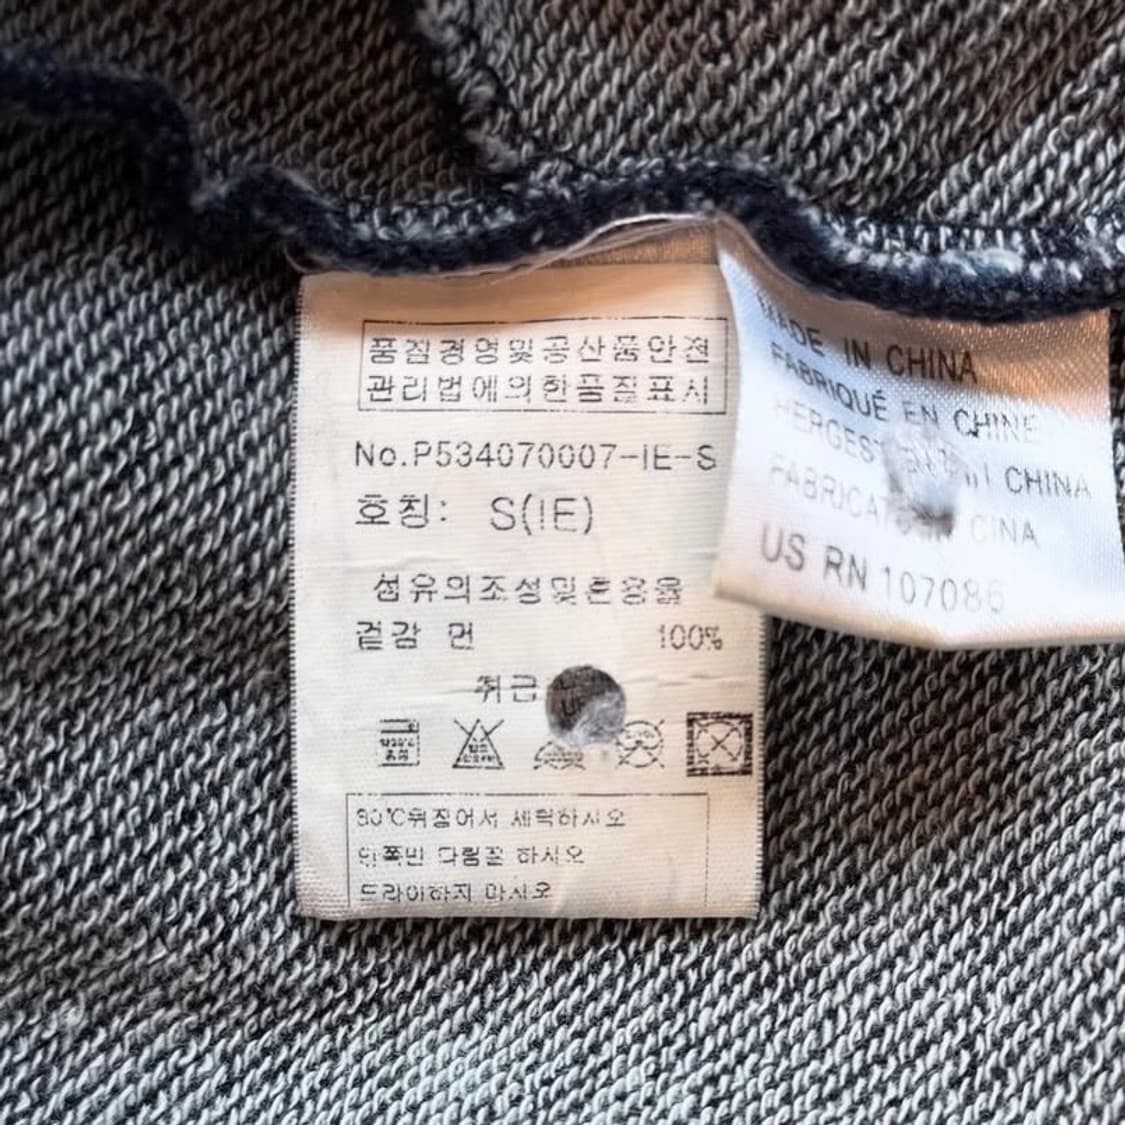 품질경영및공산품안전
관리법에의한품질표시
No.P534070007-IE-S
호칭: S(IE)
섬유의조성및혼용율
겉감 면 100%
취급
30℃뒤집어서 세탁하시오
안쪽만 다림질 하시오
드라이하지 마시오
MADE IN CHINA
FABRIQUÉ EN CHINE
IN CHINA
CINA
US RN 107086